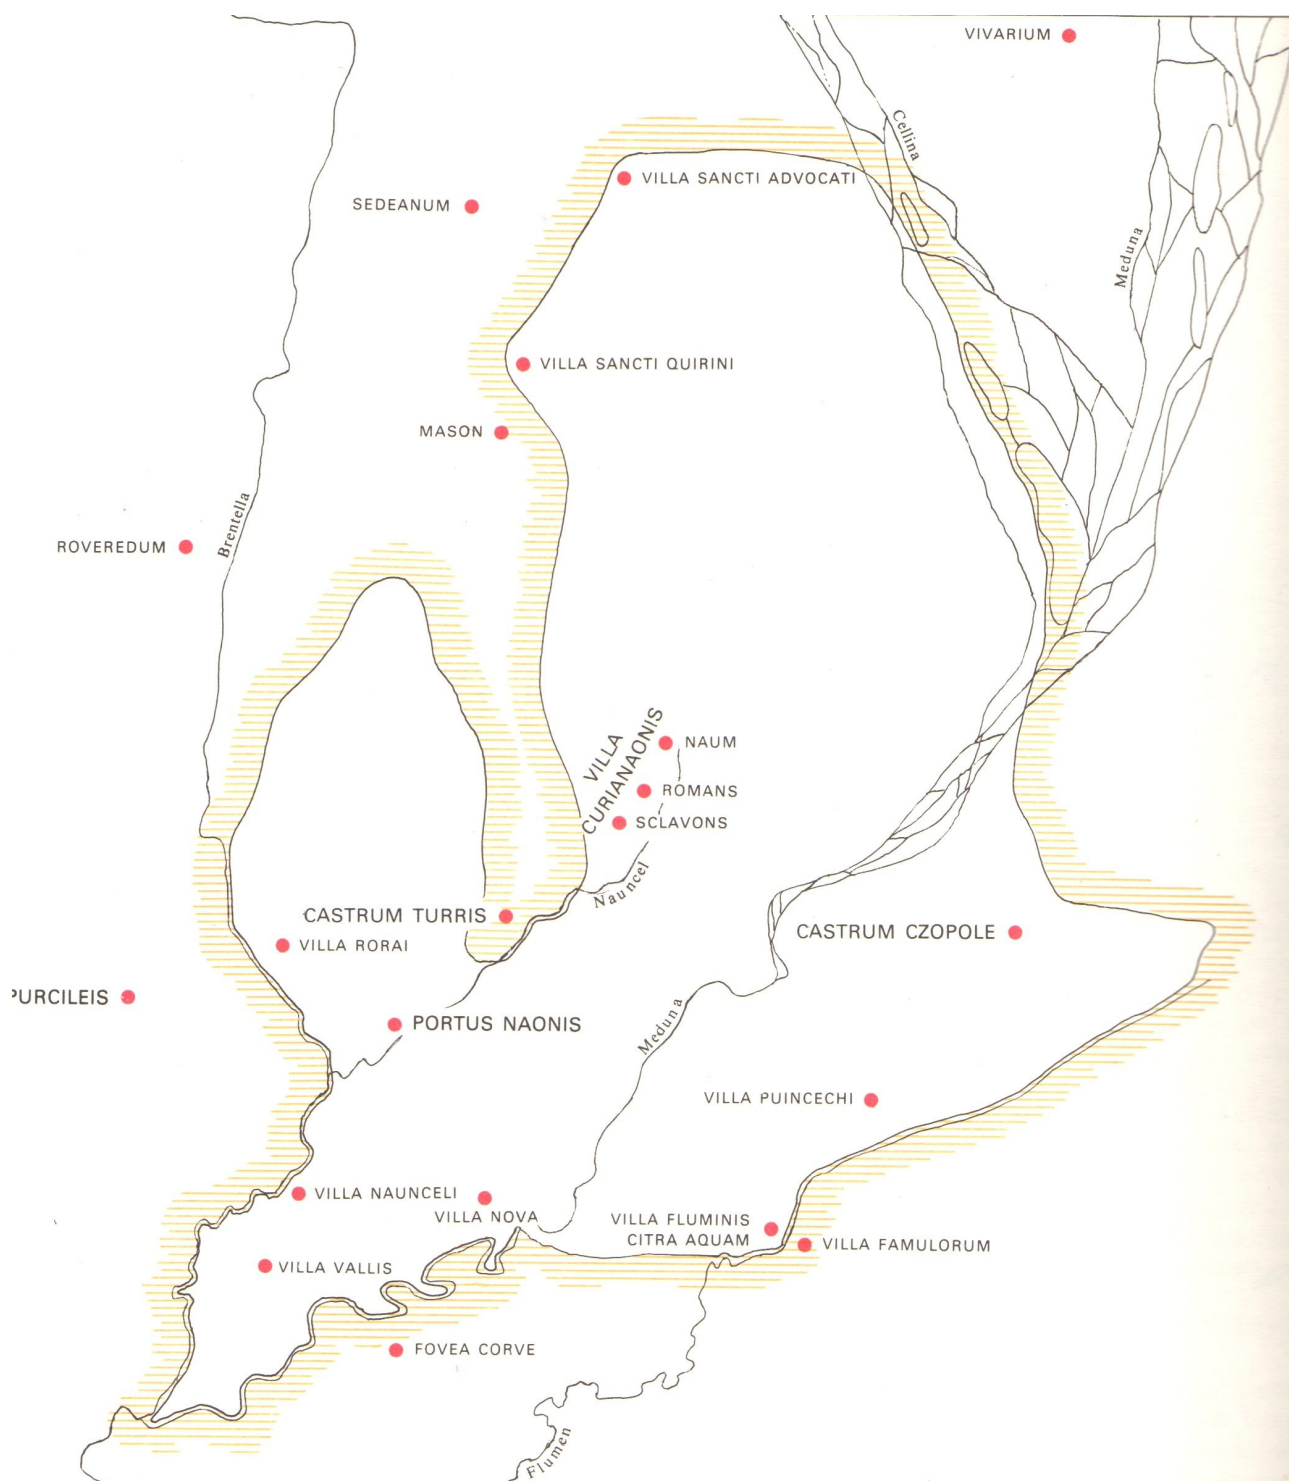 VIVARIUM
Cellina
VILLA SANCTI ADVOCATI
SEDEANUM
Meduna
VILLA SANCTI QUIRINI
MASON
Brentella
ROVEREDUM
VILLA
CURIANAONIS
NAUM
ROMANS
SCLAVONS
Nauncel
CASTRUM TURRIS
VILLA RORAI
CASTRUM CZOPOLE
PURCILEIS
PORTUS NAONIS
Meduna
VILLA PUINCECHI
VILLA NAUNCELI
VILLA NOVA
VILLA FLUMINIS
CITRA AQUAM
VILLA FAMULORUM
VILLA VALLIS
FOVEA CORVE
Flumen